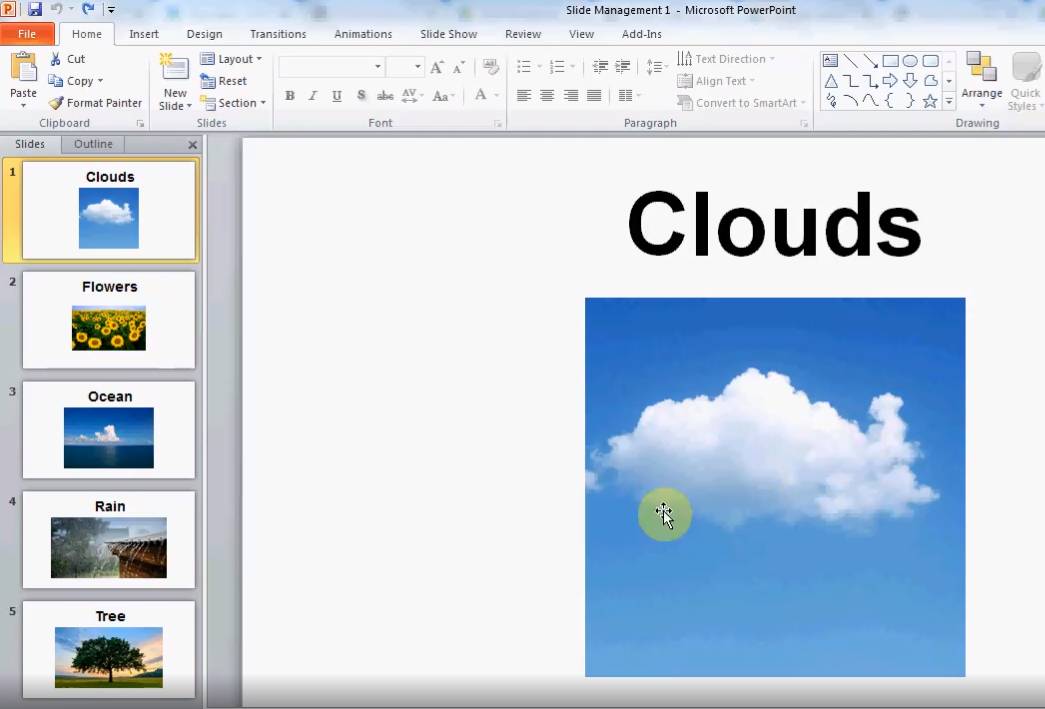 Slide Management 1 - Microsoft PowerPoint
File Home Insert Design Transitions Animations Slide Show Review View Add-Ins
Paste
Cut
Copy
Format Painter
Clipboard
New
Slide
Layout
Reset
Section
Slides
B I U S abc AV Aa A
Font
Text Direction
Align Text
Convert to SmartArt
Paragraph
Arrange
Quick
Styles
Drawing
Slides Outline
1
Clouds
2
Flowers
3
Ocean
4
Rain
5
Tree
Clouds